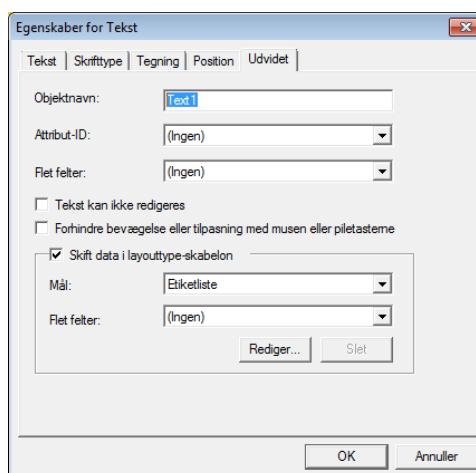 Egenskaber for Tekst
Tekst Skrifttype Tegning Position Udvidet
Objektnavn: Text1
Attribut-ID: (Ingen)
Flet felter: (Ingen)
Tekst kan ikke redigeres
Forhindre bevægelse eller tilpasning med musen eller piletasterne
Skift data i layouttype-skabelon
Mål: Etiketliste
Flet felter: (Ingen)
Rediger... Slet
OK Annuller